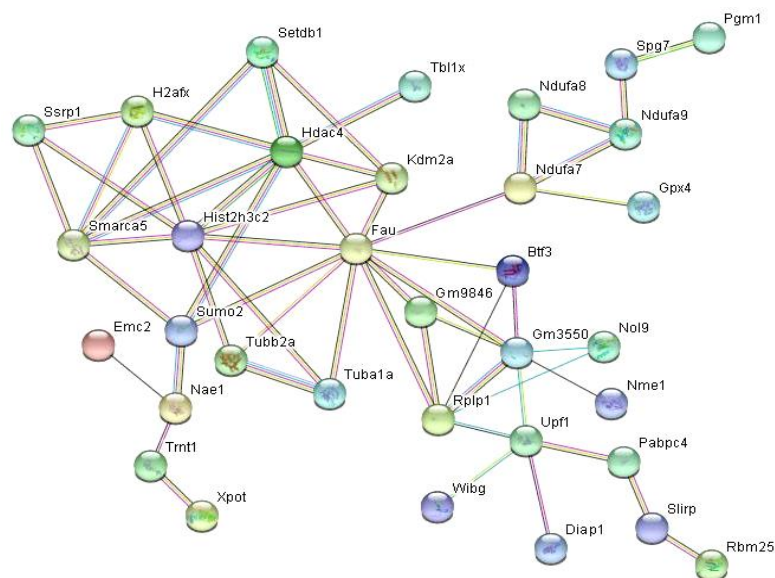 Pgm1
Setdb1
Spg7
Tbl1x
Ndufa8
H2afx
Ssrp1
Ndufa9
Hdac4
Kdm2a
Ndufa7
Gpx4
Hist2h3c2
Smarca5
Fau
Btf3
Gm9846
Sumo2
Emc2
Gm3550
Nol9
Tubb2a
Tuba1a
Nme1
Nae1
Rplp1
Upf1
Trnt1
Pabpc4
Xpot
Wibg
Slirp
Diap1
Rbm25